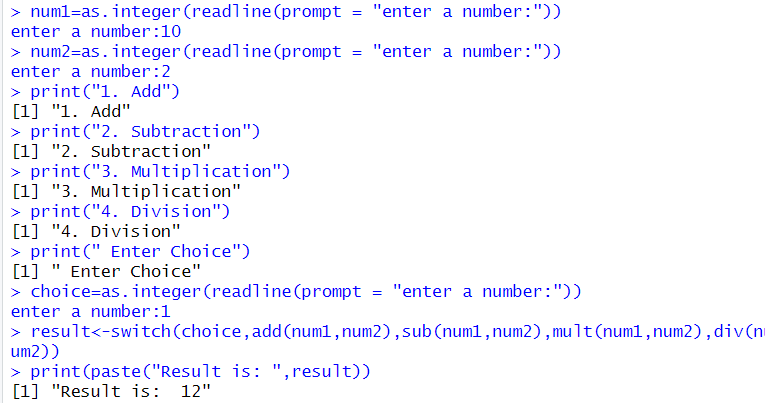 > num1=as.integer(readline(prompt = "enter a number:"))
enter a number:10
> num2=as.integer(readline(prompt = "enter a number:"))
enter a number:2
> print("1. Add")
[1] "1. Add"
> print("2. Subtraction")
[1] "2. Subtraction"
> print("3. Multiplication")
[1] "3. Multiplication"
> print("4. Division")
[1] "4. Division"
> print(" Enter Choice")
[1] " Enter Choice"
> choice=as.integer(readline(prompt = "enter a number:"))
enter a number:1
> result<-switch(choice,add(num1,num2),sub(num1,num2),mult(num1,num2),div(nu
um2))
> print(paste("Result is: ",result))
[1] "Result is:  12"